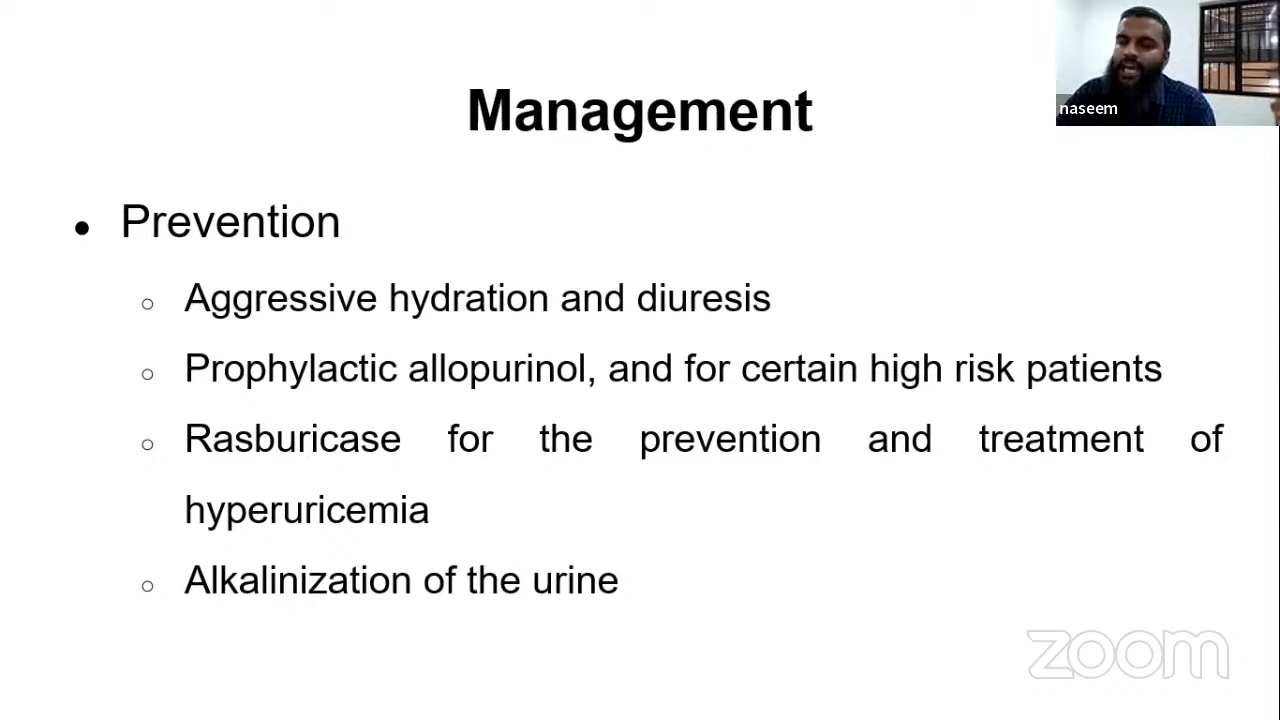 naseem
Management
● Prevention
○ Aggressive hydration and diuresis
○ Prophylactic allopurinol, and for certain high risk patients
○ Rasburicase for the prevention and treatment of
hyperuricemia
○ Alkalinization of the urine
zoom